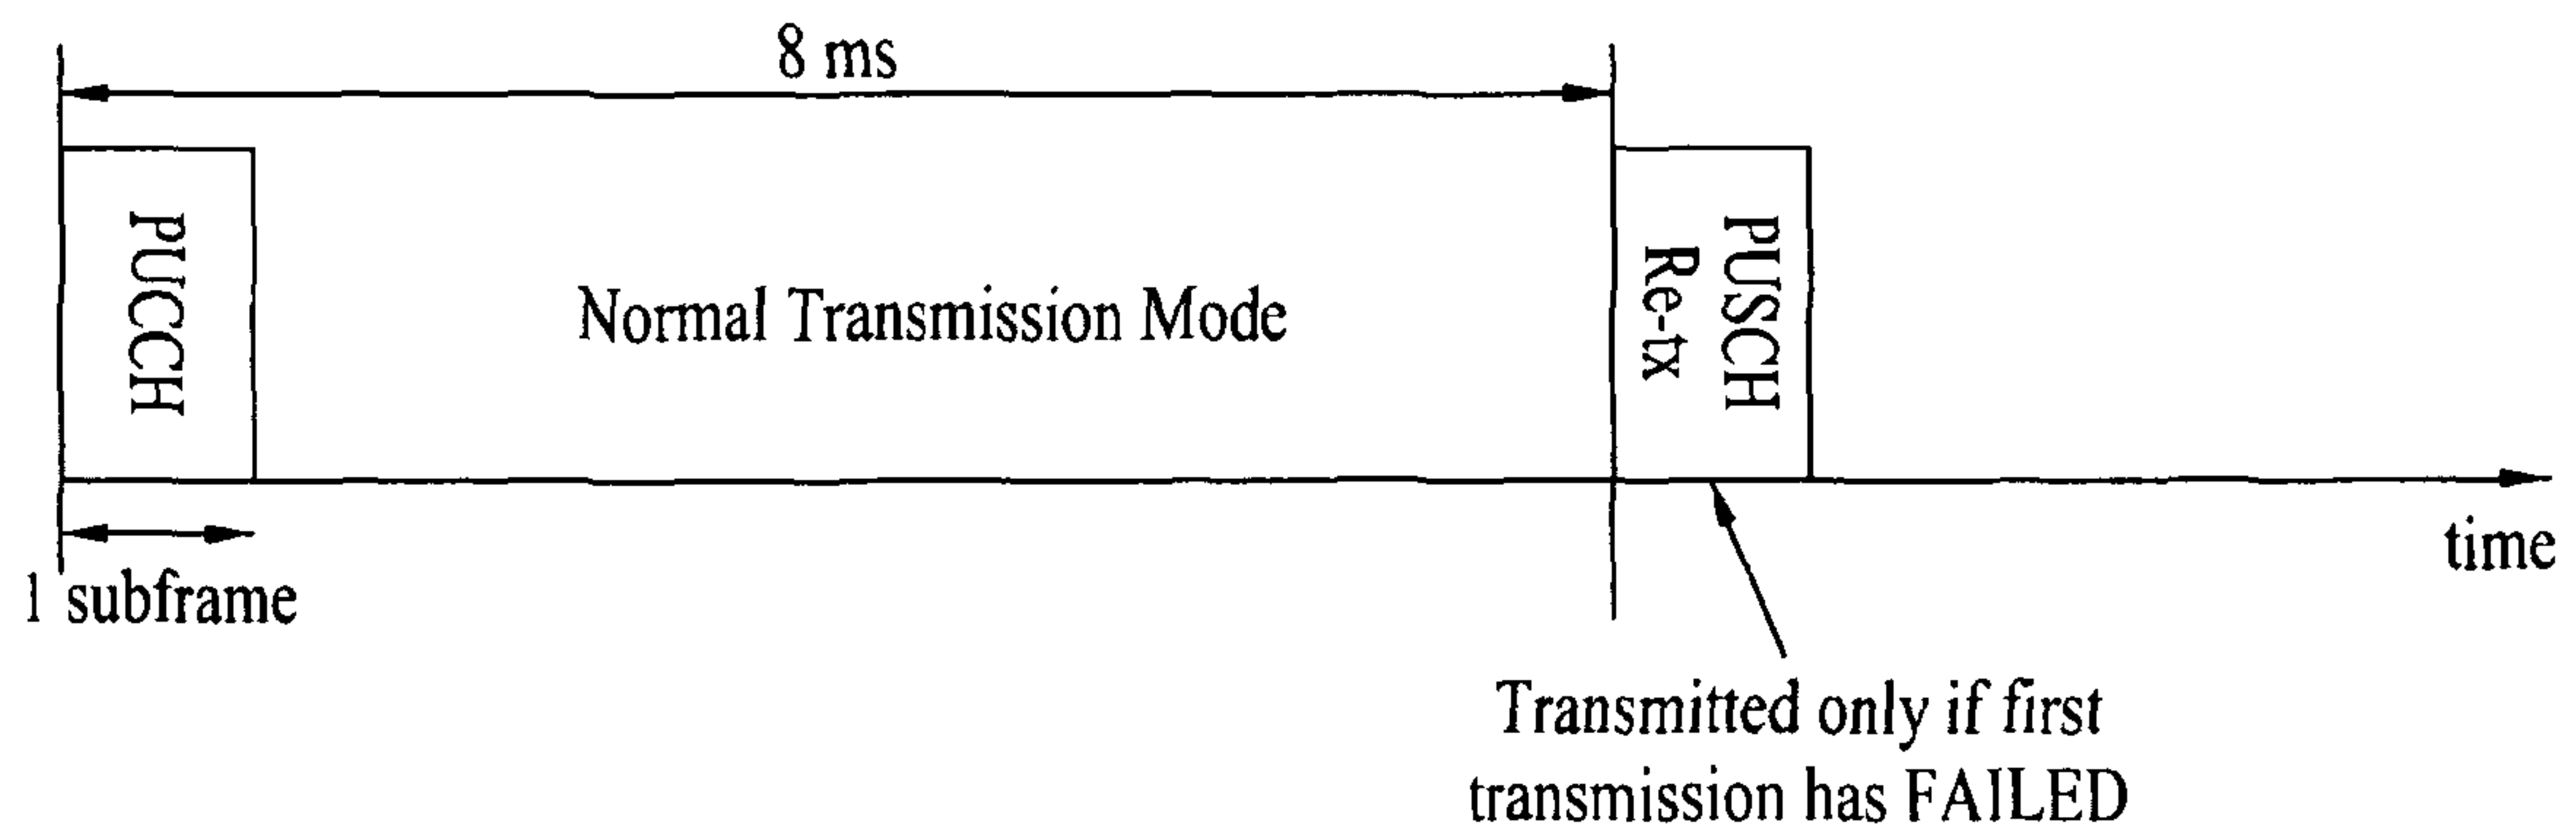 8 ms
PUCCH
Normal Transmission Mode
PUSCH
Re-tx
1 subframe
time
Transmitted only if first
transmission has FAILED